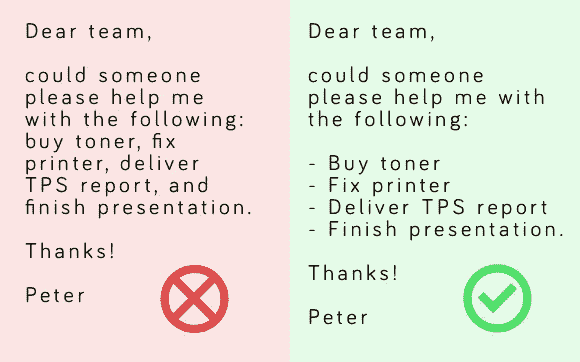 Dear team,
could someone
please help me
with the following:
buy toner, fix
printer, deliver
TPS report, and
finish presentation.
Thanks!
Peter
Dear team,
could someone
please help me with
the following:
- Buy toner
- Fix printer
- Deliver TPS report
- Finish presentation.
Thanks!
Peter